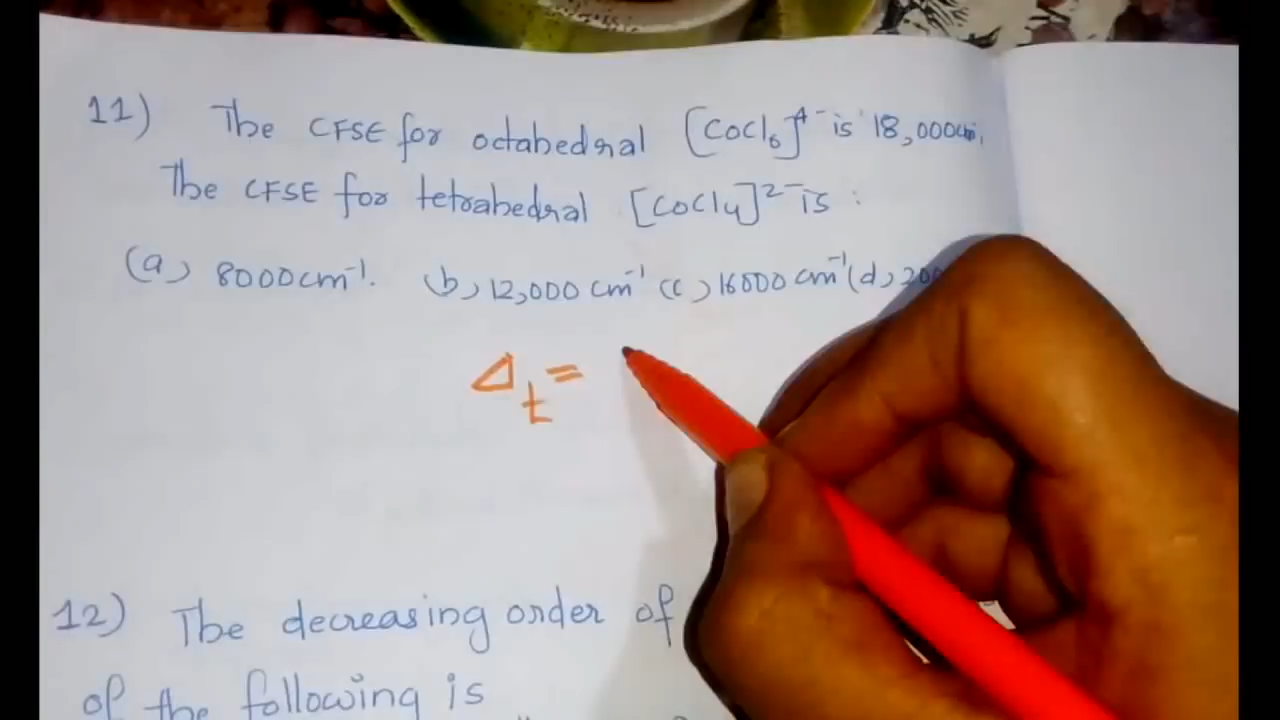 11) The CFSE for octahedral [CoCl6]4- is 18,000cm.
The CFSE for tetrahedral [CoCl4]2- is :
(a) 8000cm-1. (b) 12,000 cm-1 (c) 16000 cm-1 (d)
Δt =
12) The decreasing order of
of the following is